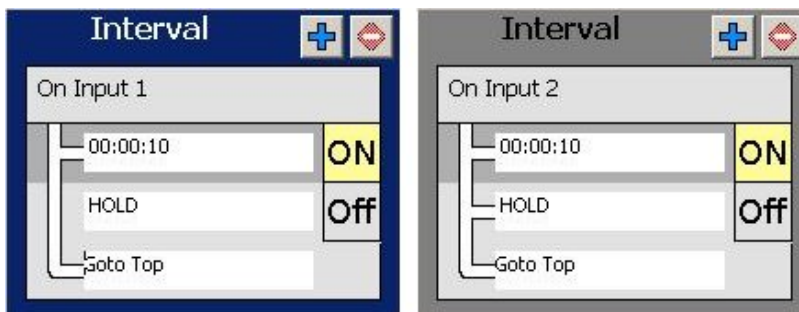 Interval
On Input 1
00:00:10 ON
HOLD Off
Goto Top
Interval
On Input 2
00:00:10 ON
HOLD Off
Goto Top